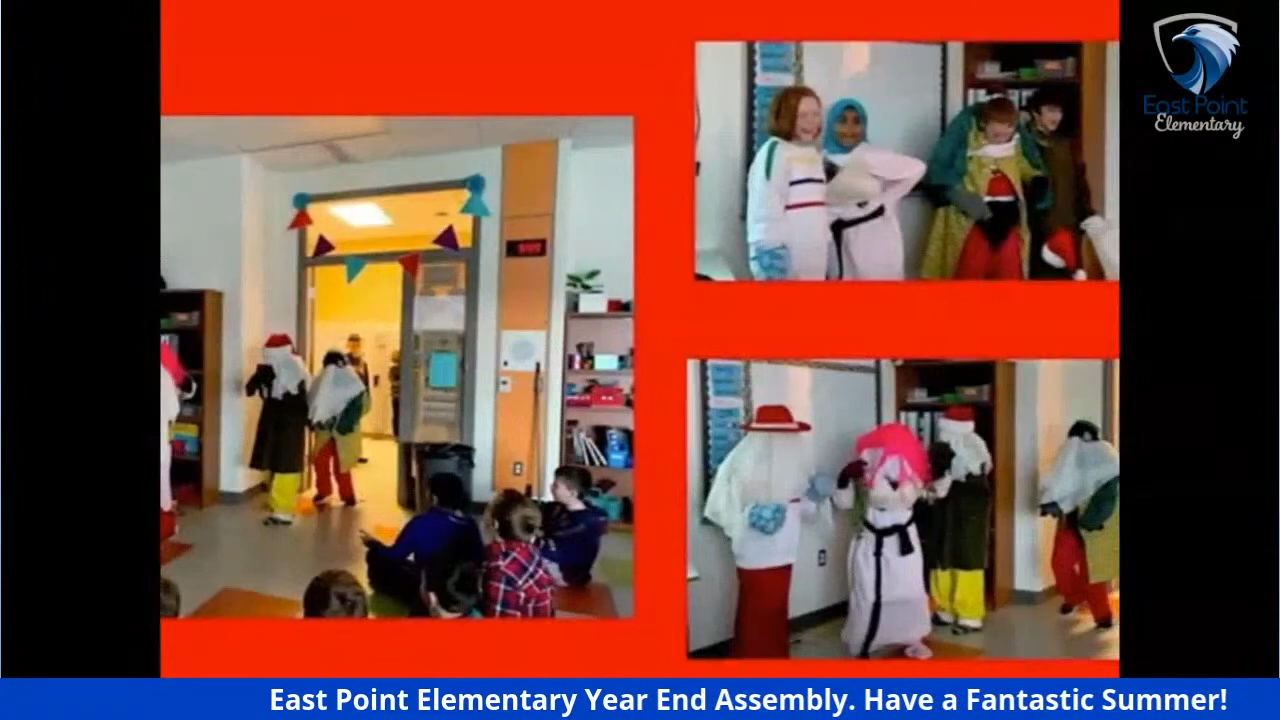 East Point
Elementary
East Point Elementary Year End Assembly. Have a Fantastic Summer!